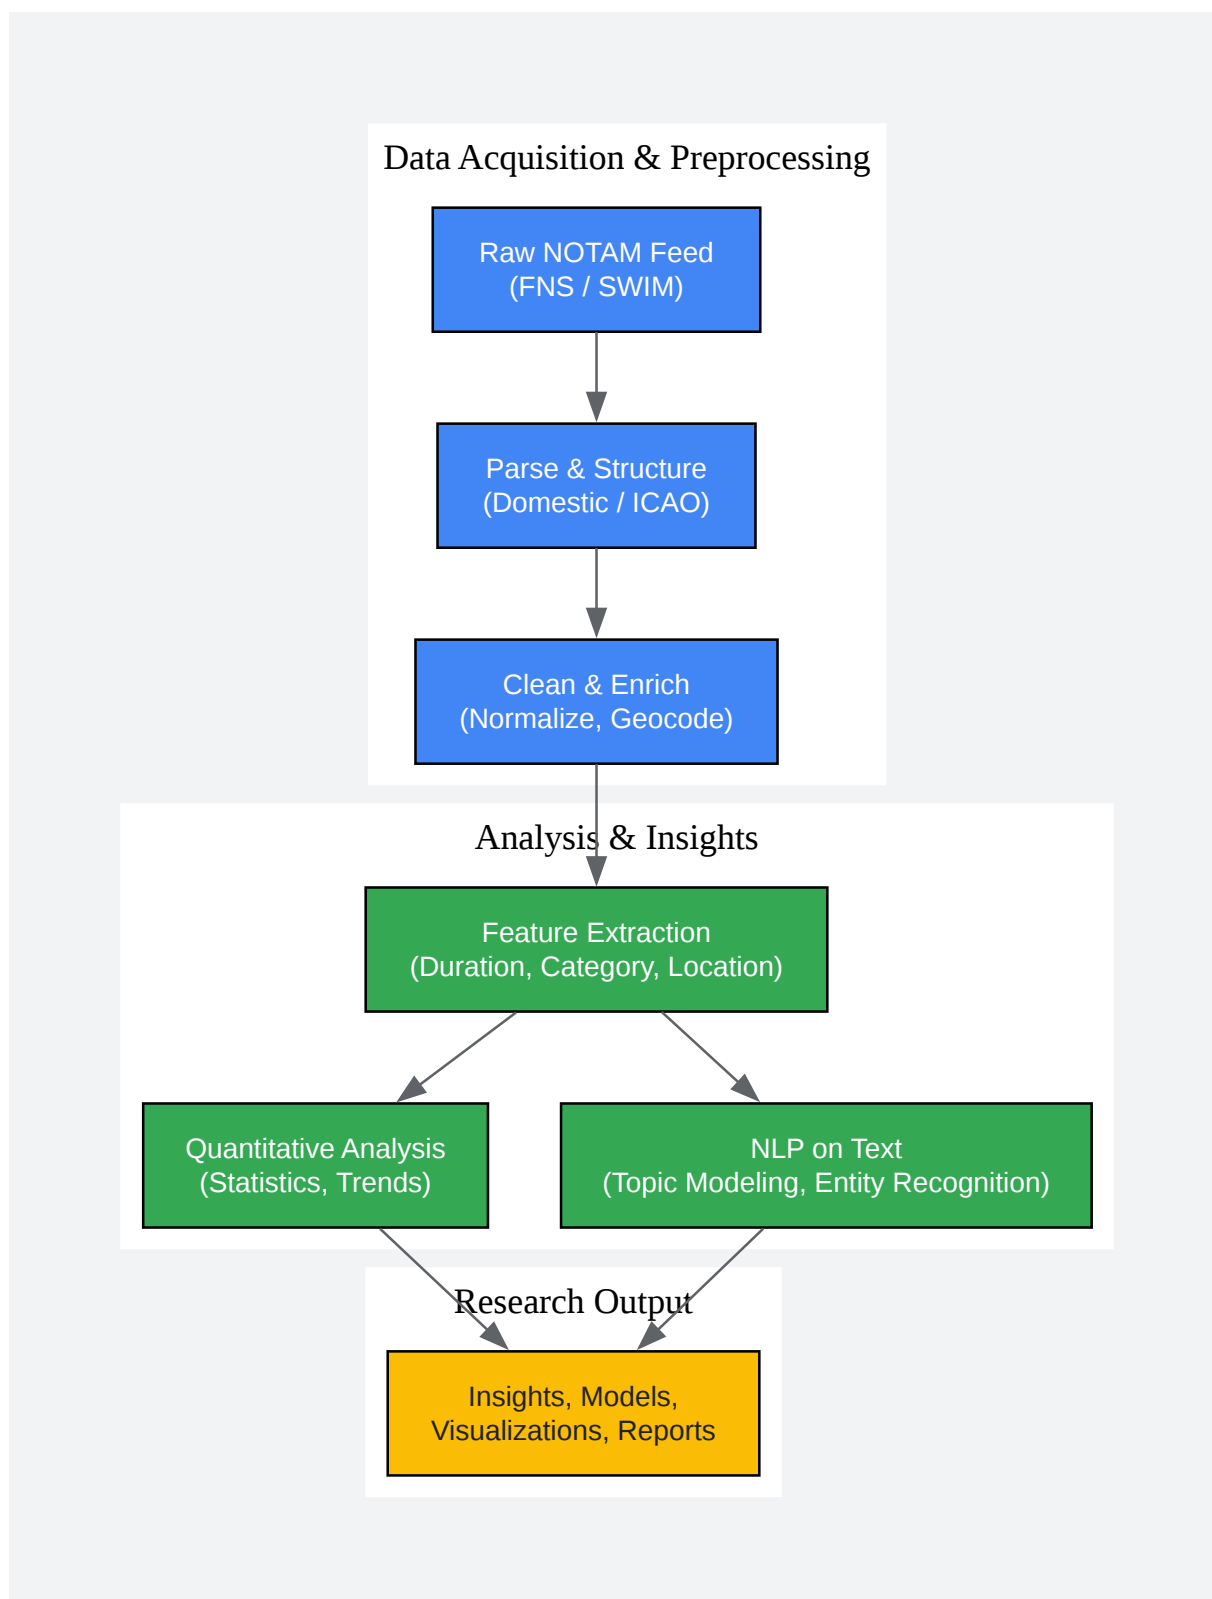 Data Acquisition & Preprocessing
Raw NOTAM Feed
(FNS / SWIM)
Parse & Structure
(Domestic / ICAO)
Clean & Enrich
(Normalize, Geocode)
Analysis & Insights
Feature Extraction
(Duration, Category, Location)
Quantitative Analysis
(Statistics, Trends)
NLP on Text
(Topic Modeling, Entity Recognition)
Research Output
Insights, Models,
Visualizations, Reports